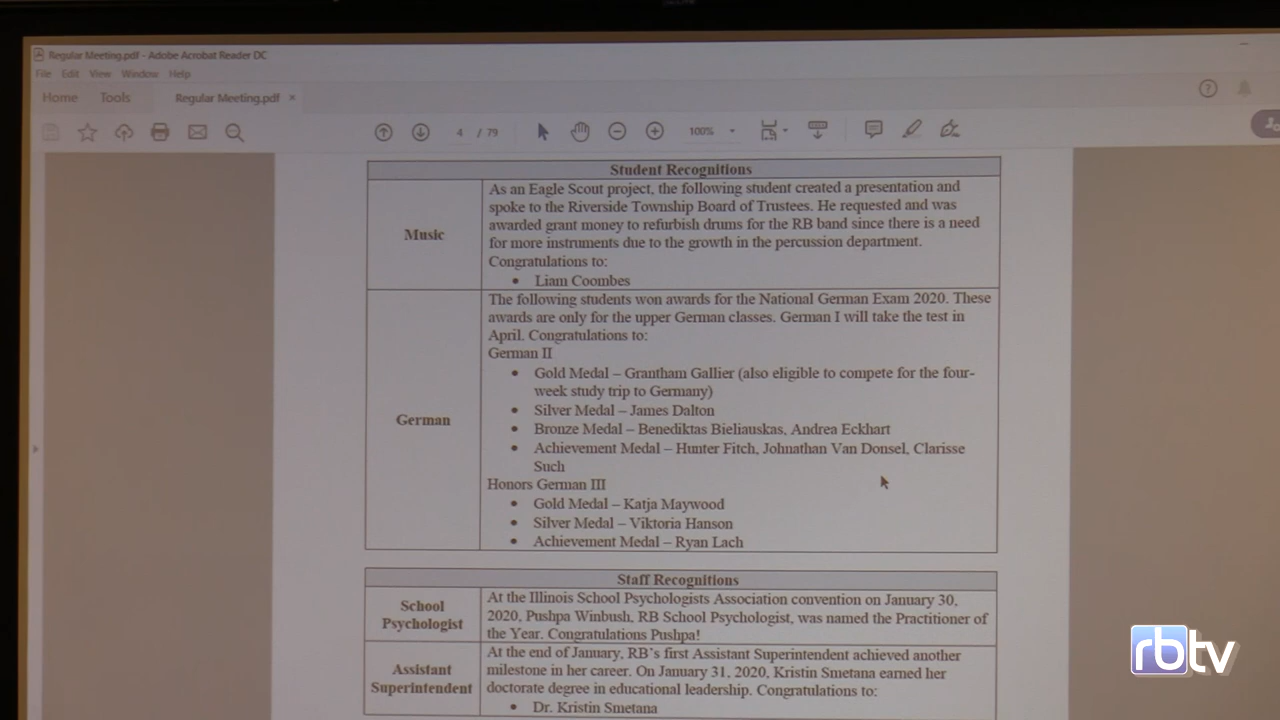 Regular Meeting.pdf - Adobe Acrobat Reader DC
File Edit View Window Help
Home Tools Regular Meeting.pdf ×
4 / 79 100%
Student Recognitions
Music
As an Eagle Scout project, the following student created a presentation and
spoke to the Riverside Township Board of Trustees. He requested and was
awarded grant money to refurbish drums for the RB band since there is a need
for more instruments due to the growth in the percussion department.
Congratulations to:
• Liam Coombes
German
The following students won awards for the National German Exam 2020. These
awards are only for the upper German classes. German I will take the test in
April. Congratulations to:
German II
• Gold Medal – Grantham Gallier (also eligible to compete for the four-
week study trip to Germany)
• Silver Medal – James Dalton
• Bronze Medal – Benediktas Bieliauskas, Andrea Eckhart
• Achievement Medal – Hunter Fitch, Johnathan Van Donsel, Clarisse
Such
Honors German III
• Gold Medal – Katja Maywood
• Silver Medal – Viktoria Hanson
• Achievement Medal – Ryan Lach
Staff Recognitions
School
Psychologist
At the Illinois School Psychologists Association convention on January 30,
2020, Pushpa Winbush, RB School Psychologist, was named the Practitioner of
the Year. Congratulations Pushpa!
Assistant
Superintendent
At the end of January, RB's first Assistant Superintendent achieved another
milestone in her career. On January 31, 2020, Kristin Smetana earned her
doctorate degree in educational leadership. Congratulations to:
• Dr. Kristin Smetana
rbtv